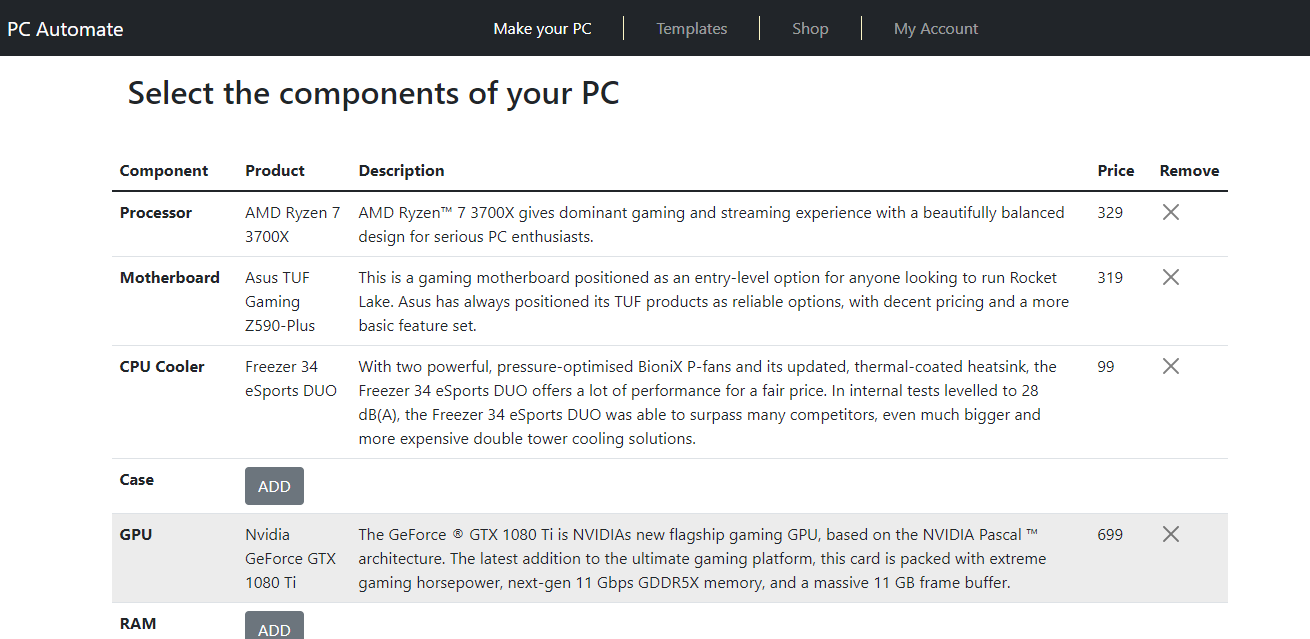 PC Automate Make your PC Templates Shop My Account
Select the components of your PC
Component Product Description Price Remove
Processor AMD Ryzen 7 AMD Ryzen™ 7 3700X gives dominant gaming and streaming experience with a beautifully balanced 329
3700X design for serious PC enthusiasts.
Motherboard Asus TUF This is a gaming motherboard positioned as an entry-level option for anyone looking to run Rocket 319
Gaming Lake. Asus has always positioned its TUF products as reliable options, with decent pricing and a more
Z590-Plus basic feature set.
CPU Cooler Freezer 34 With two powerful, pressure-optimised BioniX P-fans and its updated, thermal-coated heatsink, the 99
eSports DUO Freezer 34 eSports DUO offers a lot of performance for a fair price. In internal tests levelled to 28
dB(A), the Freezer 34 eSports DUO was able to surpass many competitors, even much bigger and
more expensive double tower cooling solutions.
Case ADD
GPU Nvidia The GeForce ® GTX 1080 Ti is NVIDIAs new flagship gaming GPU, based on the NVIDIA Pascal ™ 699
GeForce GTX architecture. The latest addition to the ultimate gaming platform, this card is packed with extreme
1080 Ti gaming horsepower, next-gen 11 Gbps GDDR5X memory, and a massive 11 GB frame buffer.
RAM ADD